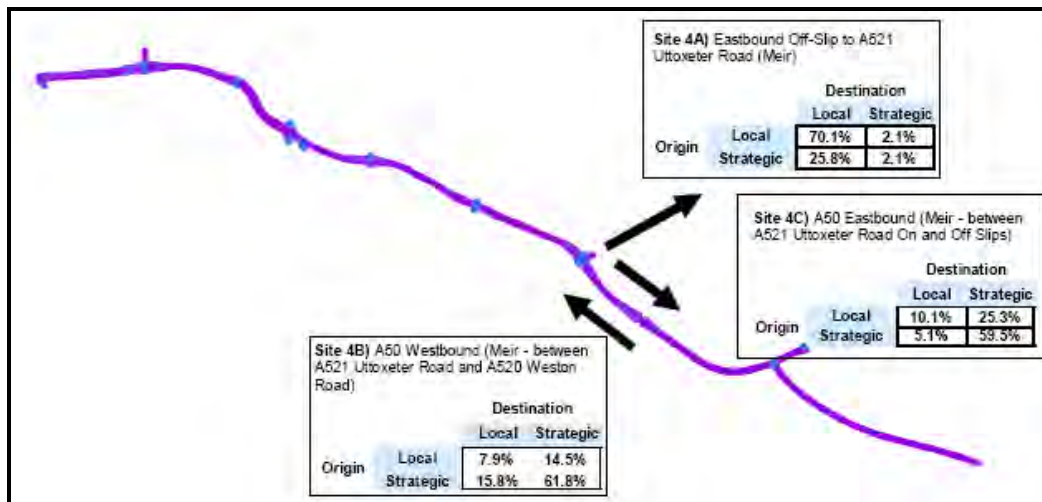 Site 4A) Eastbound Off-Slip to A521
Uttoxeter Road (Meir)
Destination
Local Strategic
Origin Local 70.1% 2.1%
Strategic 25.8% 2.1%
Site 4C) A50 Eastbound (Meir - between
A521 Uttoxeter Road On and Off Slips)
Destination
Local Strategic
Origin Local 10.1% 25.3%
Strategic 5.1% 59.5%
Site 4B) A50 Westbound (Meir - between
A521 Uttoxeter Road and A520 Weston
Road)
Destination
Local Strategic
Origin Local 7.9% 14.5%
Strategic 15.8% 61.8%